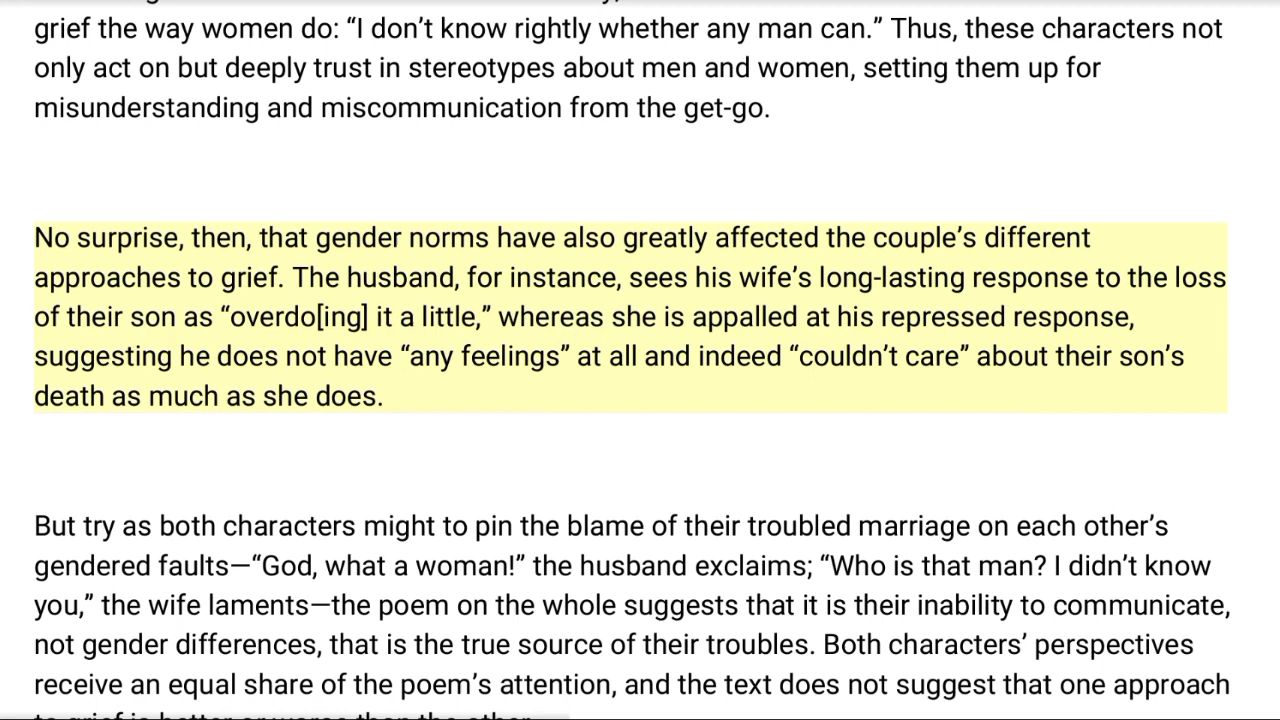 grief the way women do: “I don’t know rightly whether any man can.” Thus, these characters not
only act on but deeply trust in stereotypes about men and women, setting them up for
misunderstanding and miscommunication from the get-go.
No surprise, then, that gender norms have also greatly affected the couple’s different
approaches to grief. The husband, for instance, sees his wife’s long-lasting response to the loss
of their son as “overdo[ing] it a little,” whereas she is appalled at his repressed response,
suggesting he does not have “any feelings” at all and indeed “couldn’t care” about their son’s
death as much as she does.
But try as both characters might to pin the blame of their troubled marriage on each other’s
gendered faults—“God, what a woman!” the husband exclaims; “Who is that man? I didn’t know
you,” the wife laments—the poem on the whole suggests that it is their inability to communicate,
not gender differences, that is the true source of their troubles. Both characters’ perspectives
receive an equal share of the poem’s attention, and the text does not suggest that one approach
to grief is better or worse than the other